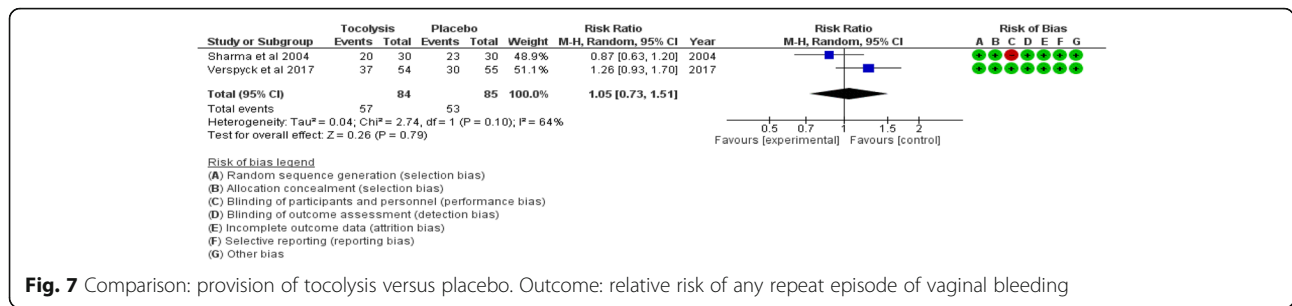 Tocolysis Placebo Risk Ratio Risk Ratio Risk of Bias
Study or Subgroup Events Total Events Total Weight M-H, Random, 95% CI Year M-H, Random, 95% CI A B C D E F G
Sharma et al 2004 20 30 23 30 48.9% 0.87 [0.63, 1.20] 2004
Verspyck et al 2017 37 54 30 55 51.1% 1.26 [0.93, 1.70] 2017
Total (95% CI) 84 85 100.0% 1.05 [0.73, 1.51]
Total events 57 53
Heterogeneity: Tau² = 0.04; Chi² = 2.74, df = 1 (P = 0.10); I² = 64%
Test for overall effect: Z = 0.26 (P = 0.79)
0.5 0.7 1 1.5 2
Favours [experimental] Favours [control]
Risk of bias legend
(A) Random sequence generation (selection bias)
(B) Allocation concealment (selection bias)
(C) Blinding of participants and personnel (performance bias)
(D) Blinding of outcome assessment (detection bias)
(E) Incomplete outcome data (attrition bias)
(F) Selective reporting (reporting bias)
(G) Other bias
Fig. 7 Comparison: provision of tocolysis versus placebo. Outcome: relative risk of any repeat episode of vaginal bleeding